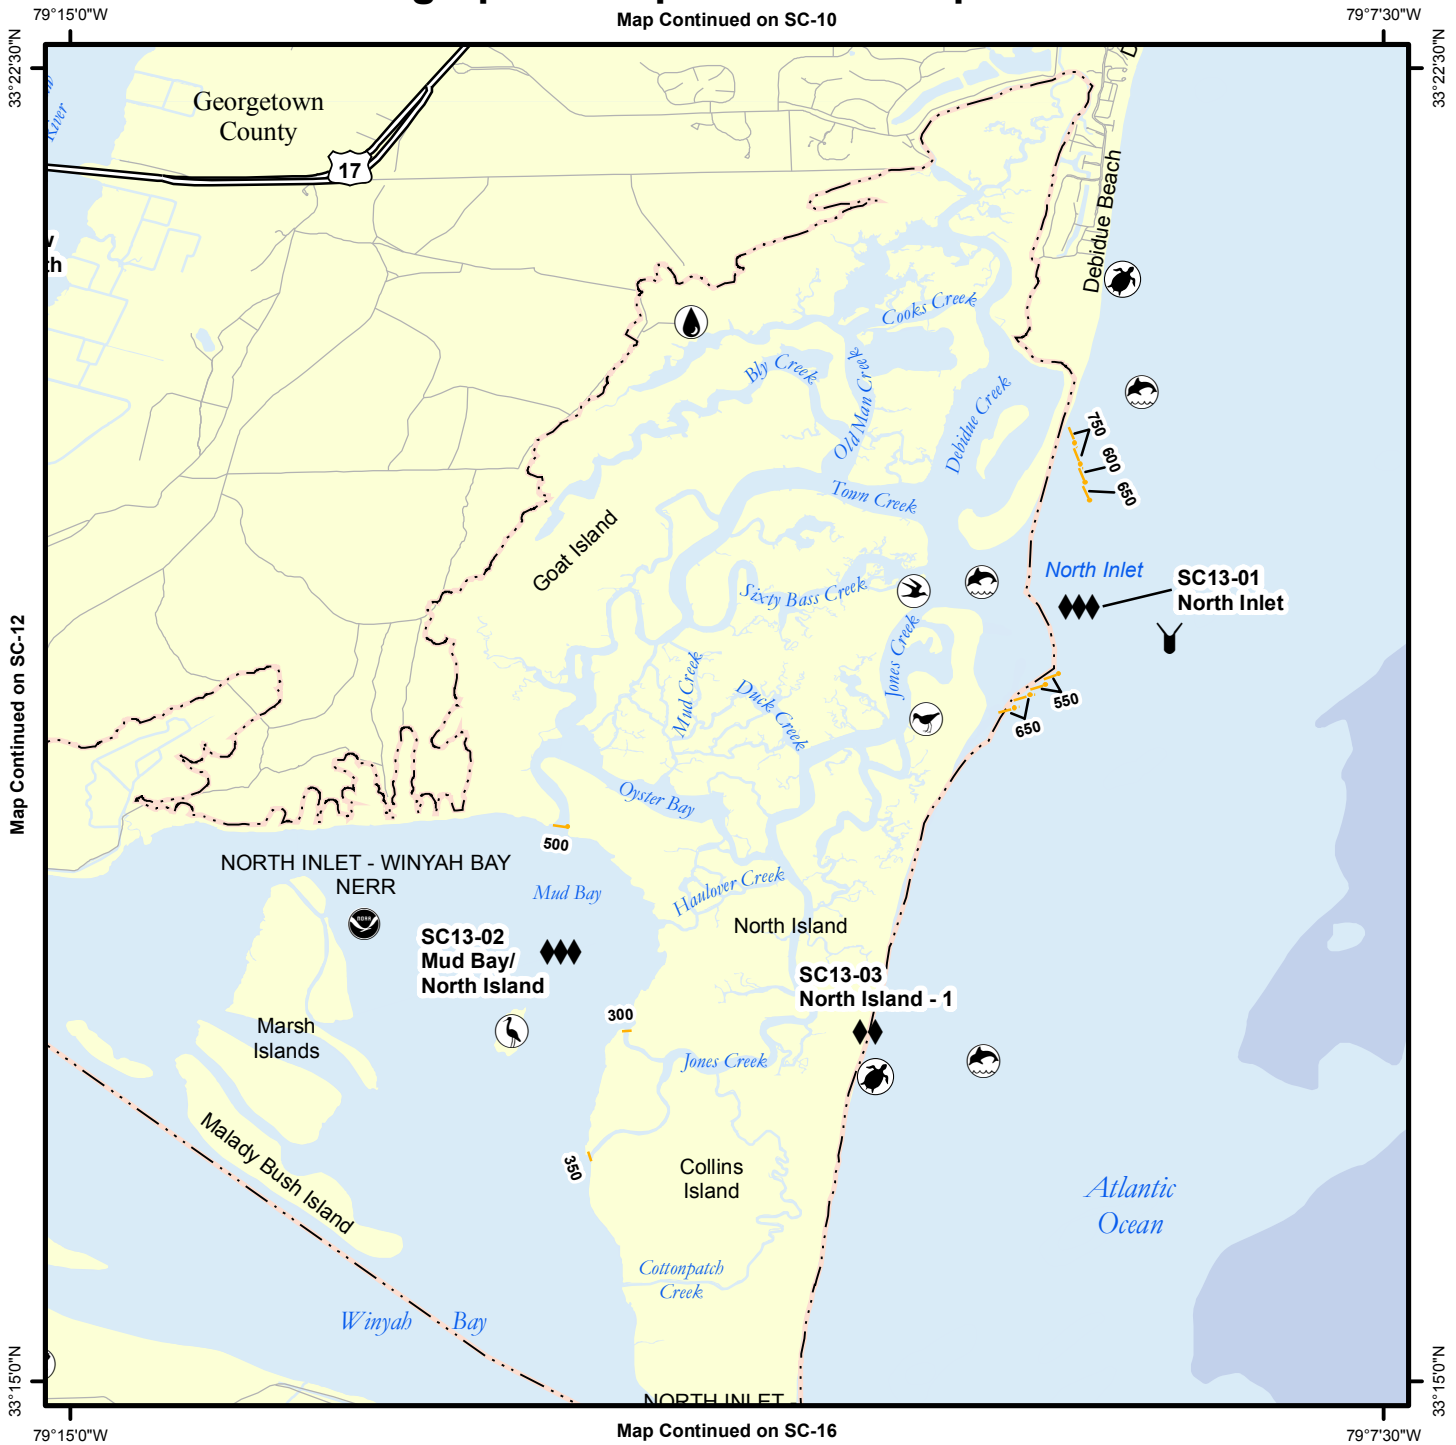 79°15'0"W
Map Continued on SC-10
79°7'30"W
33°22'30"N
33°22'30"N
River
Georgetown
County
17
Debidue Beach
Cooks Creek
Bly Creek
Old Man Creek
Debidue Creek
750
600
650
Town Creek
Goat Island
North Inlet
SC13-01
North Inlet
Sixty Bass Creek
Jones Creek
Mud Creek
Duck Creek
550
650
Map Continued on SC-12
Oyster Bay
500
NORTH INLET - WINYAH BAY
NERR
NOAA
Mud Bay
Haulover Creek
North Island
SC13-02
Mud Bay/
North Island
SC13-03
North Island - 1
300
Marsh
Islands
Jones Creek
Malady Bush Island
350
Collins
Island
Atlantic
Ocean
Cottonpatch
Creek
Winyah Bay
NORTH INLET -
33°15'0"N
33°15'0"N
79°15'0"W
Map Continued on SC-16
79°7'30"W